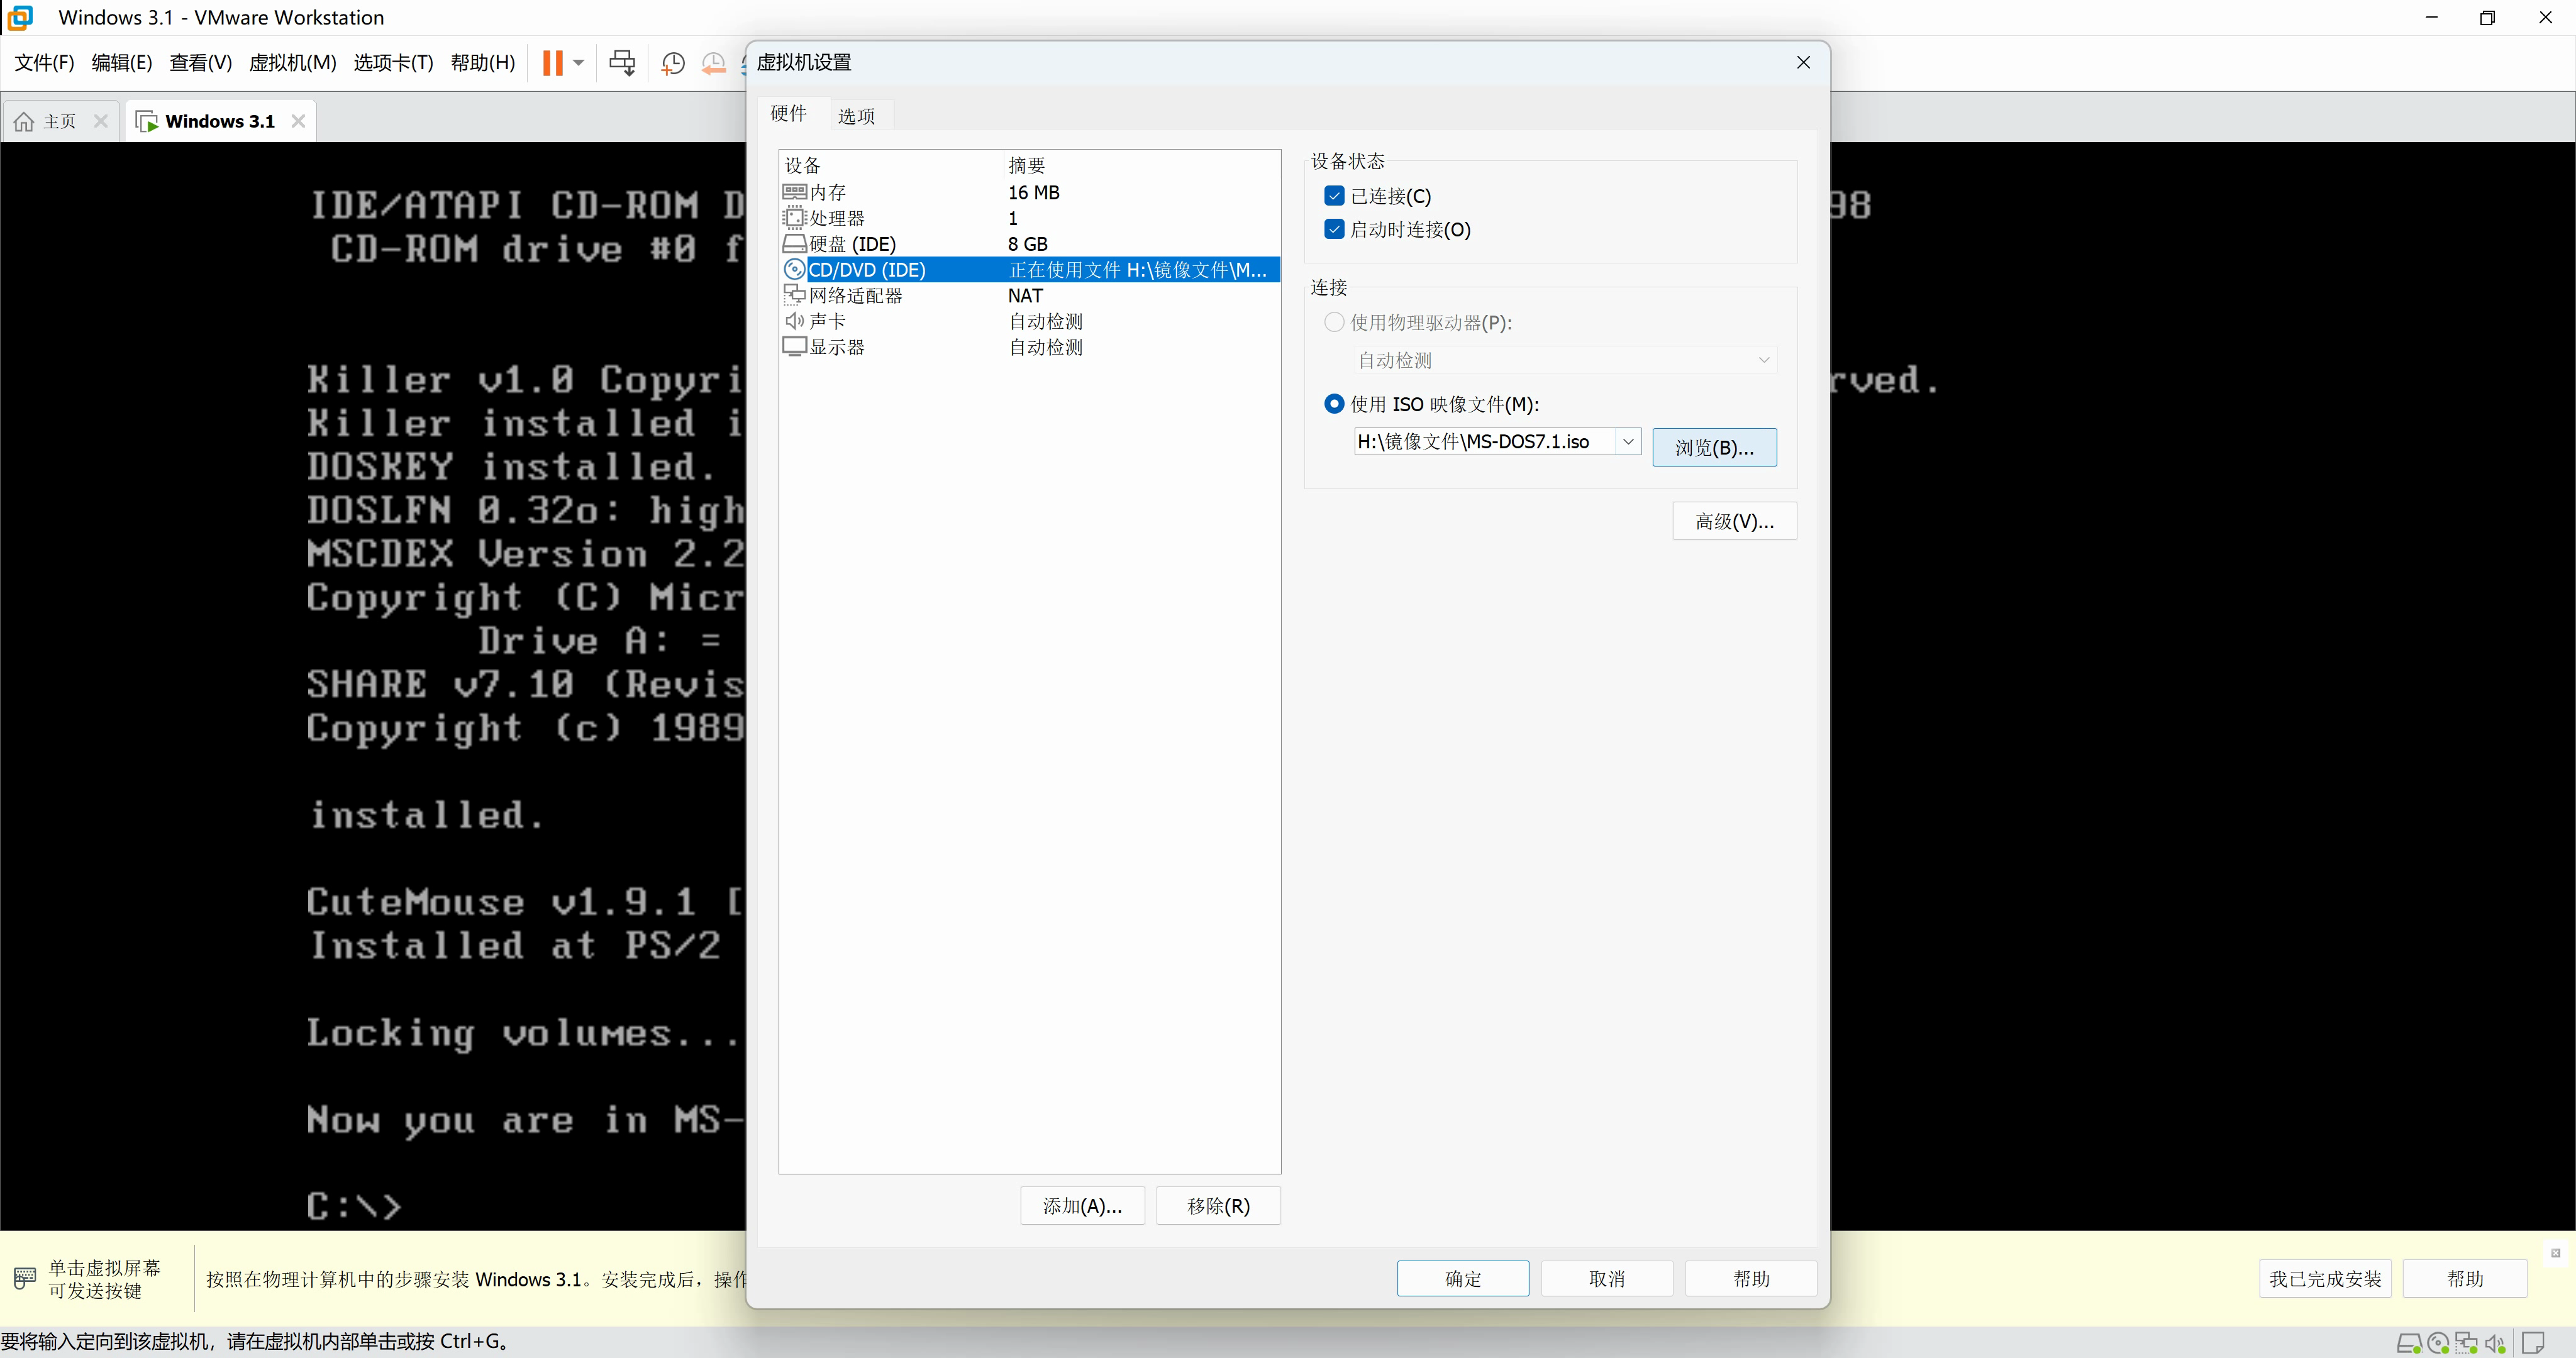 Windows 3.1 - VMware Workstation
文件(F) 编辑(E) 查看(V) 虚拟机(M) 选项卡(T) 帮助(H)
主页
Windows 3.1
IDE/ATAPI CD-ROM D
98
CD-ROM drive #0 f
Killer v1.0 Copyri
rved.
Killer installed i
DOSKEY installed.
DOSLFN 0.32o: high
MSCDEX Version 2.2
Copyright (C) Micr
Drive A: =
SHARE v7.10 (Revis
Copyright (c) 1989
installed.
CuteMouse v1.9.1 [
Installed at PS/2
Locking volumes...
Now you are in MS-
C:\>
虚拟机设置
硬件 选项
设备 摘要
内存 16 MB
处理器 1
硬盘 (IDE) 8 GB
CD/DVD (IDE) 正在使用文件 H:\镜像文件\M...
网络适配器 NAT
声卡 自动检测
显示器 自动检测
添加(A)... 移除(R)
设备状态
已连接(C)
启动时连接(O)
连接
使用物理驱动器(P):
自动检测
使用 ISO 映像文件(M):
H:\镜像文件\MS-DOS7.1.iso
浏览(B)...
高级(V)...
确定 取消 帮助
单击虚拟屏幕
可发送按键
按照在物理计算机中的步骤安装 Windows 3.1。安装完成后，操作
我已完成安装 帮助
要将输入定向到该虚拟机，请在虚拟机内部单击或按 Ctrl+G。